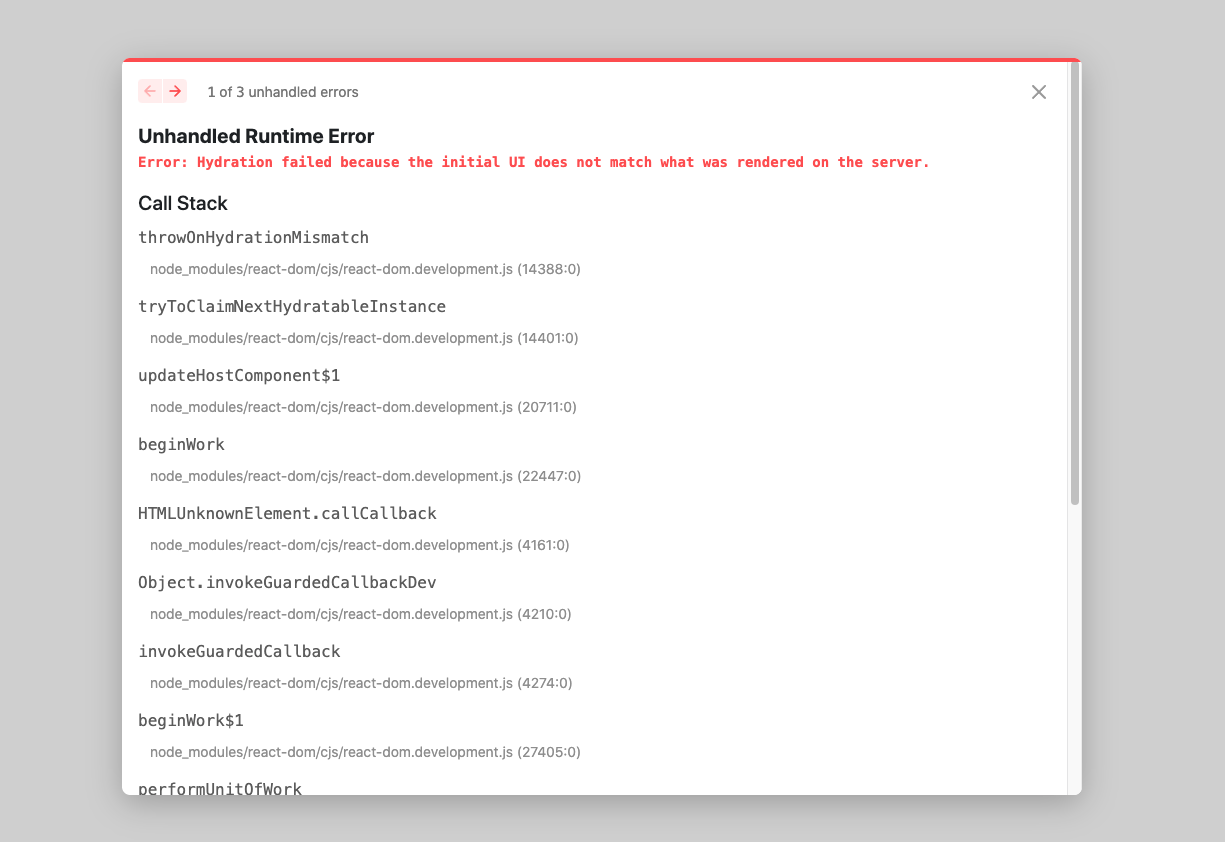 1 of 3 unhandled errors
Unhandled Runtime Error
Error: Hydration failed because the initial UI does not match what was rendered on the server.
Call Stack
throwOnHydrationMismatch
node_modules/react-dom/cjs/react-dom.development.js (14388:0)
tryToClaimNextHydratableInstance
node_modules/react-dom/cjs/react-dom.development.js (14401:0)
updateHostComponent$1
node_modules/react-dom/cjs/react-dom.development.js (20711:0)
beginWork
node_modules/react-dom/cjs/react-dom.development.js (22447:0)
HTMLUnknownElement.callCallback
node_modules/react-dom/cjs/react-dom.development.js (4161:0)
Object.invokeGuardedCallbackDev
node_modules/react-dom/cjs/react-dom.development.js (4210:0)
invokeGuardedCallback
node_modules/react-dom/cjs/react-dom.development.js (4274:0)
beginWork$1
node_modules/react-dom/cjs/react-dom.development.js (27405:0)
performUnitOfWork